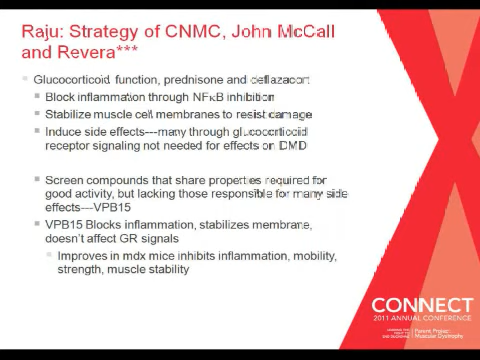 Raju: Strategy of CNMC, John McCall
and Revera***
Glucocorticoid function, prednisone and deflazacort
Block inflammation through NFκB inhibition
Stabilize muscle cell membranes to resist damage
Induce side effects---many through glucocorticoid
receptor signaling not needed for effects on DMD
Screen compounds that share properties required for
good activity, but lacking those responsible for many side
effects---VPB15
VPB15 Blocks inflammation, stabilizes membrane,
doesn't affect GR signals
Improves in mdx mice inhibits inflammation, mobility,
strength, muscle stability
CONNECT
2011 ANNUAL CONFERENCE
Parent Project
Muscular Dystrophy